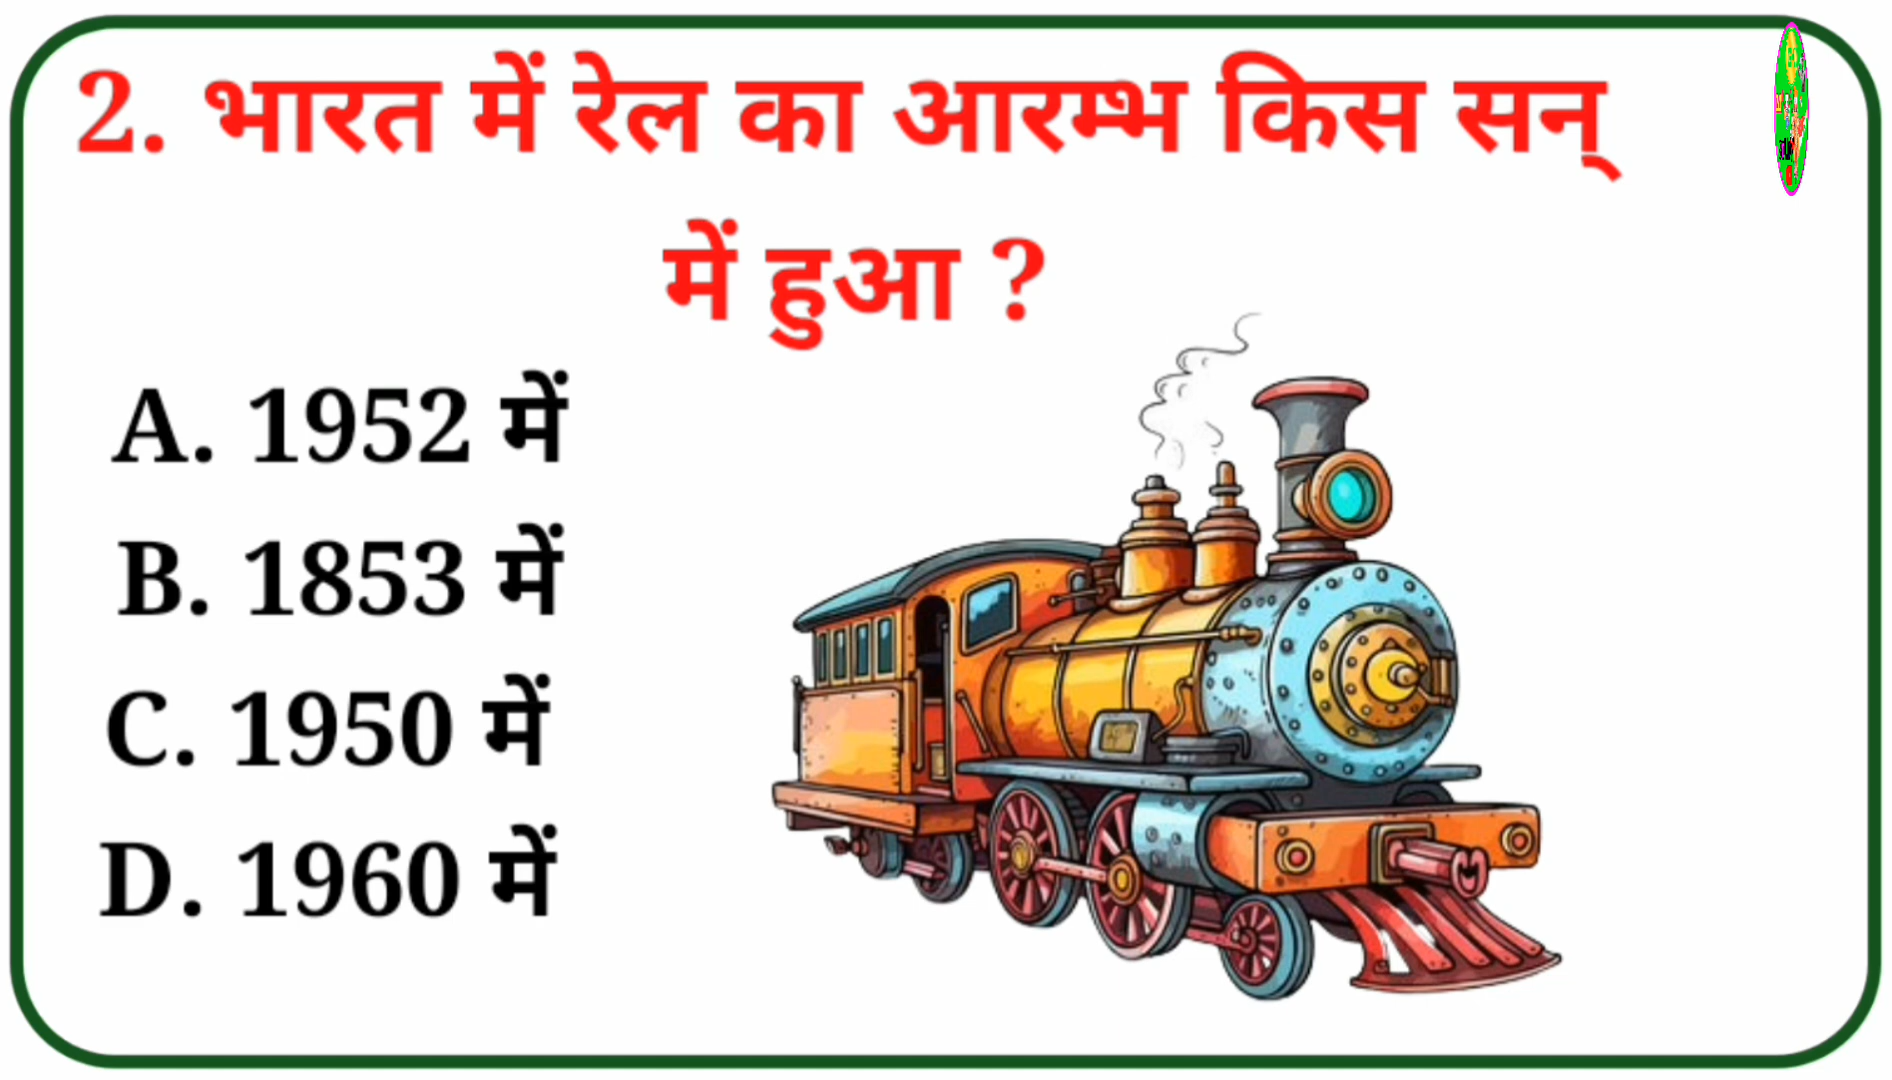 2. भारत में रेल का आरम्भ किस सन्
में हुआ ?
A. 1952 में
B. 1853 में
C. 1950 में
D. 1960 में